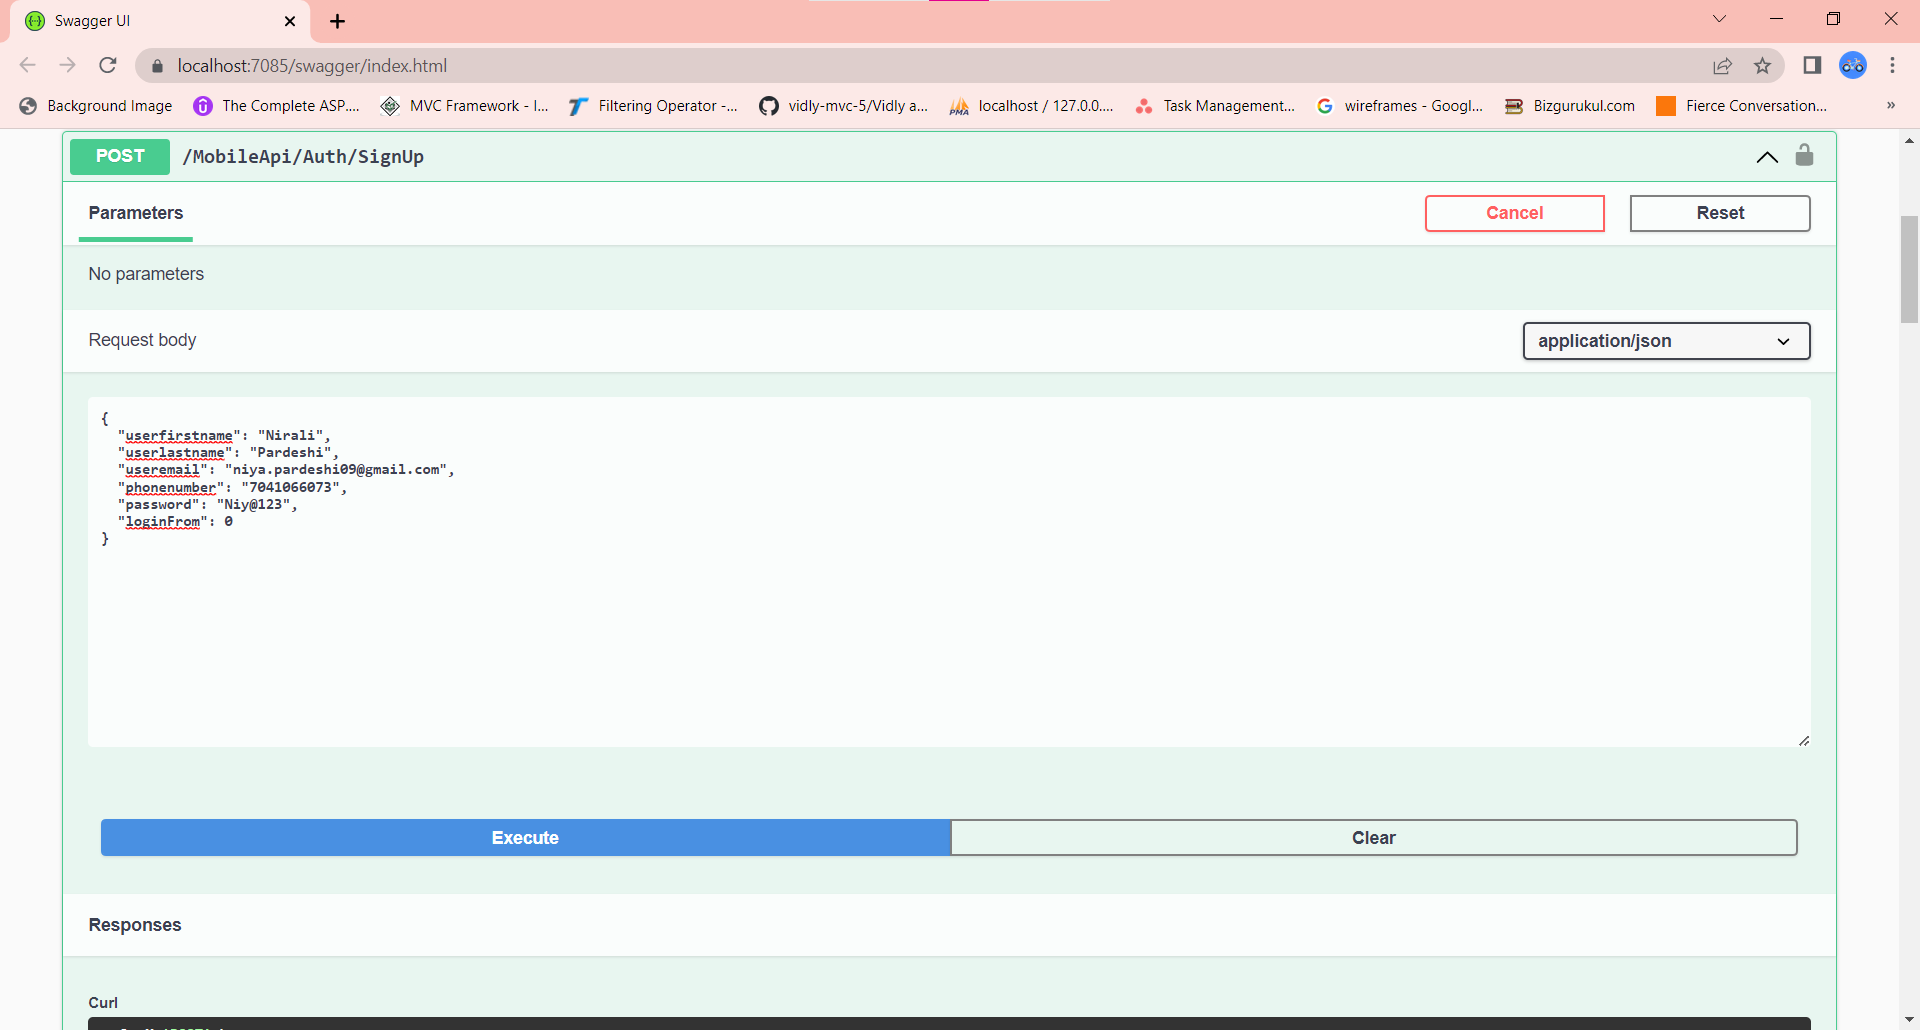 Swagger UI
localhost:7085/swagger/index.html
Background Image
The Complete ASP....
MVC Framework - I...
Filtering Operator -...
vidly-mvc-5/Vidly a...
localhost / 127.0.0....
Task Management...
wireframes - Googl...
Bizgurukul.com
Fierce Conversation...
»
POST /MobileApi/Auth/SignUp
Parameters
Cancel
Reset
No parameters
Request body
application/json
{
"userfirstname": "Nirali",
"userlastname": "Pardeshi",
"useremail": "niya.pardeshi09@gmail.com",
"phonenumber": "7041066073",
"password": "Niy@123",
"loginFrom": 0
}
Execute
Clear
Responses
Curl